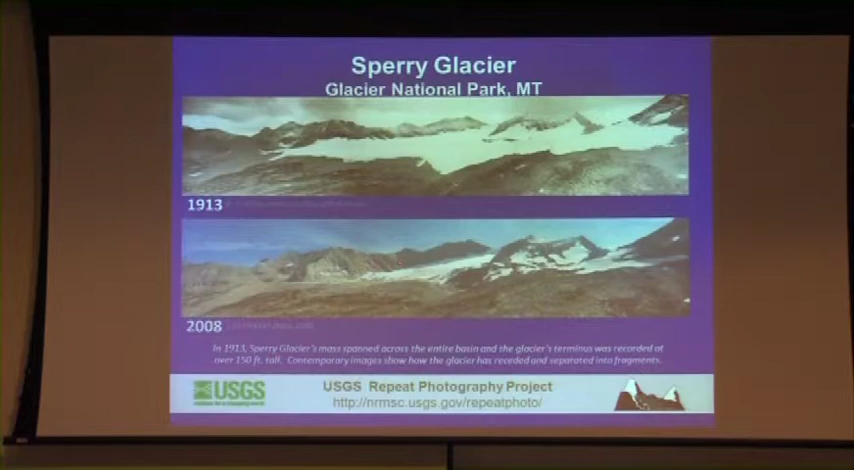 Sperry Glacier
Glacier National Park, MT
1913
2008
In 1913, Sperry Glacier's mass spanned across the entire basin and the glacier's terminus was recorded at
over 150 ft. tall. Contemporary images show how the glacier has receded and separated into fragments.
USGS
USGS Repeat Photography Project
http://nrmsc.usgs.gov/repeatphoto/